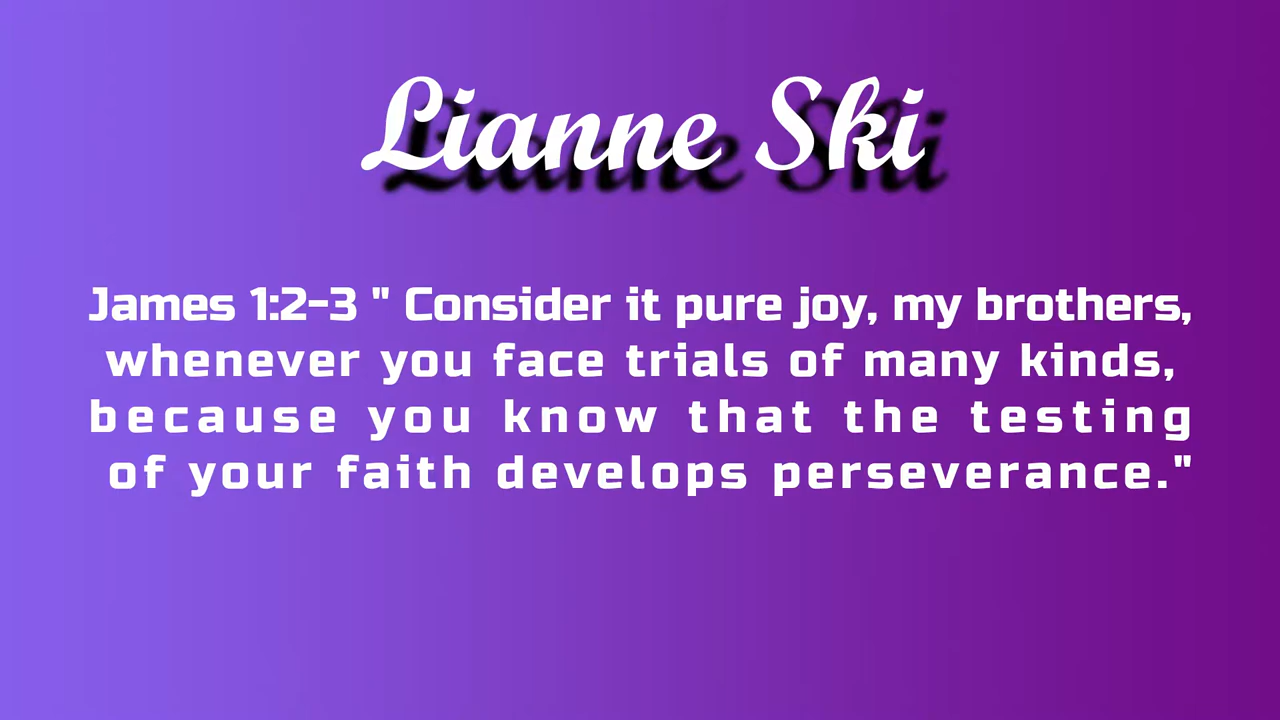 Lianne Ski
James 1:2-3 " Consider it pure joy, my brothers,
whenever you face trials of many kinds,
because you know that the testing
of your faith develops perseverance."